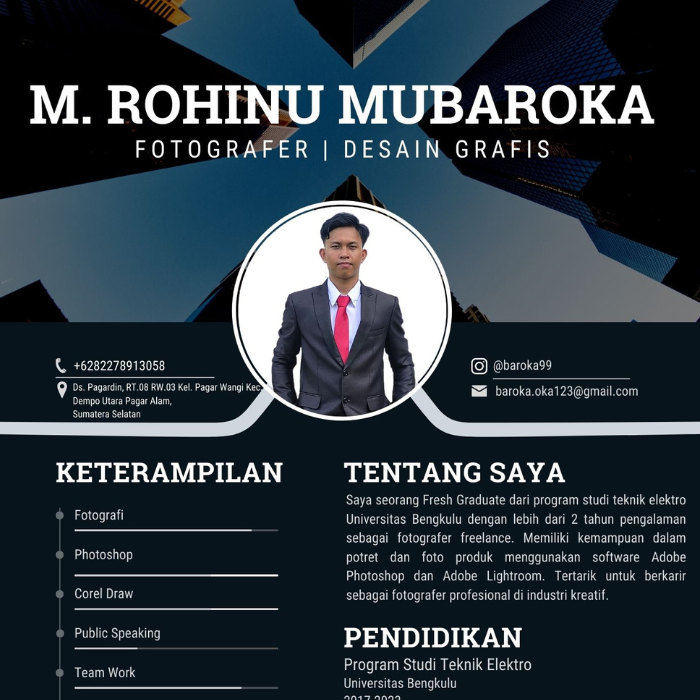 M. ROHINU MUBAROKA
FOTOGRAFER | DESAIN GRAFIS
+6282278913058
Ds. Pagardin, RT.08 RW.03 Kel. Pagar Wangi Kec.
Dempo Utara Pagar Alam,
Sumatera Selatan
@baroka99
baroka.oka123@gmail.com
KETERAMPILAN
Fotografi
Photoshop
Corel Draw
Public Speaking
Team Work
TENTANG SAYA
Saya seorang Fresh Graduate dari program studi teknik elektro
Universitas Bengkulu dengan lebih dari 2 tahun pengalaman
sebagai fotografer freelance. Memiliki kemampuan dalam
potret dan foto produk menggunakan software Adobe
Photoshop dan Adobe Lightroom. Tertarik untuk berkarir
sebagai fotografer profesional di industri kreatif.
PENDIDIKAN
Program Studi Teknik Elektro
Universitas Bengkulu